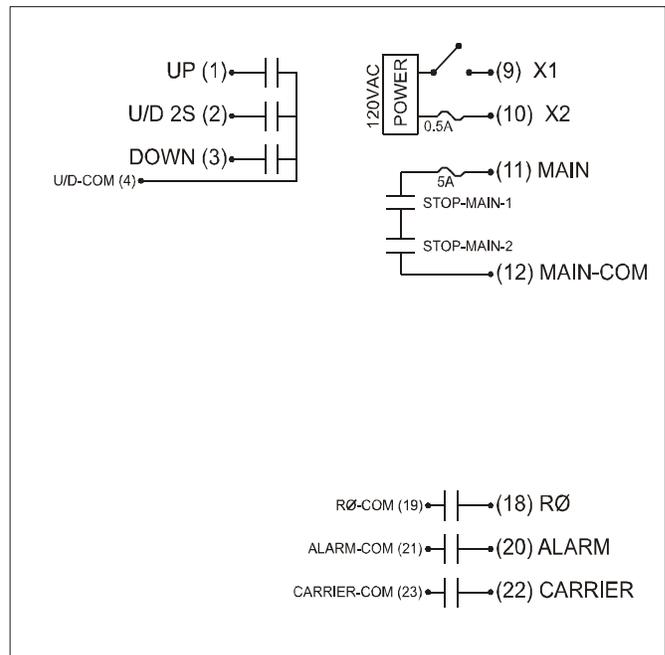 UP (1)
U/D 2S (2)
DOWN (3)
U/D-COM (4)
120VAC
POWER
(9) X1
0.5A
(10) X2
5A
(11) MAIN
STOP-MAIN-1
STOP-MAIN-2
(12) MAIN-COM
RØ-COM (19)
(18) RØ
ALARM-COM (21)
(20) ALARM
CARRIER-COM (23)
(22) CARRIER